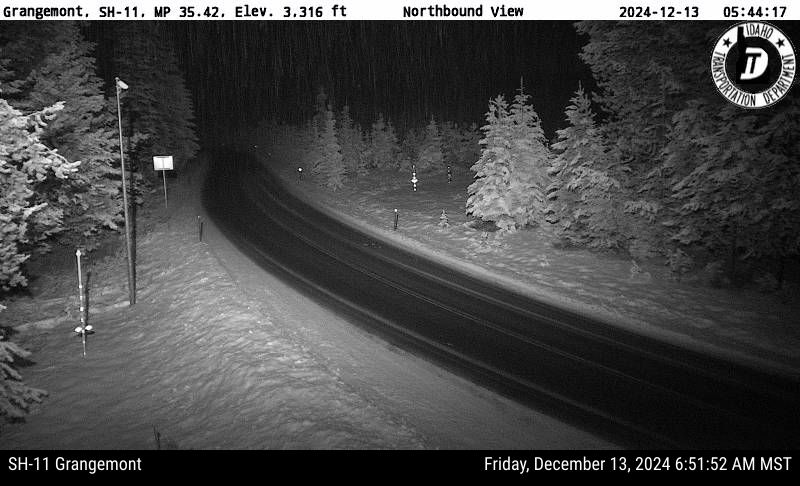 Grangemont, SH-11, MP 35.42, Elev. 3,316 ft Northbound View 2024-12-13 05:44:17
IDAHO
TRANSPORTATION DEPARTMENT
SH-11 Grangemont Friday, December 13, 2024 6:51:52 AM MST